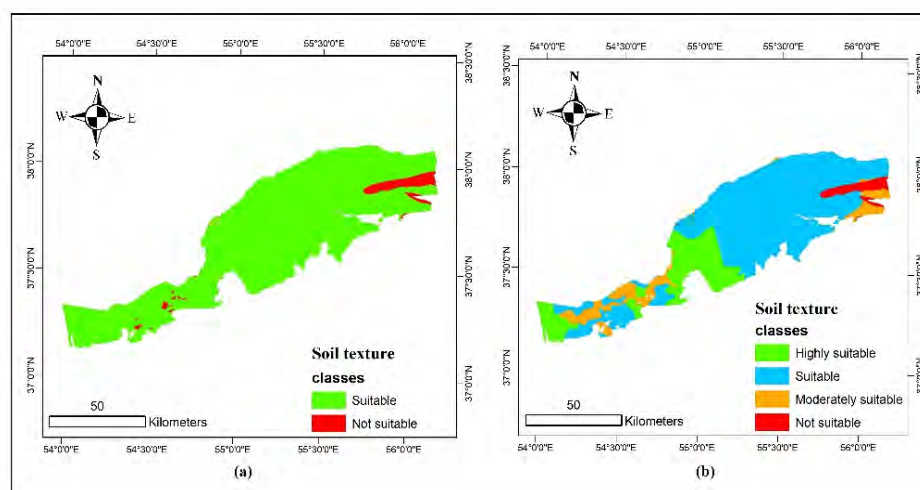 54°0'0"E 54°30'0"E 55°0'0"E 55°30'0"E 56°0'0"E
38°30'0"N
38°0'0"N
37°30'0"N
37°0'0"N
N
W E
S
38°30'0"N
38°0'0"N
37°30'0"N
37°0'0"N
Soil texture
classes
Suitable
Not suitable
50
Kilometers
54°0'0"E 54°30'0"E 55°0'0"E 55°30'0"E 56°0'0"E
(a)
54°0'0"E 54°30'0"E 55°0'0"E 55°30'0"E 56°0'0"E
38°30'0"N
38°0'0"N
37°30'0"N
37°0'0"N
N
W E
S
Soil texture
classes
Highly suitable
Suitable
Moderately suitable
Not suitable
50
Kilometers
54°0'0"E 54°30'0"E 55°0'0"E 55°30'0"E 56°0'0"E
(b)